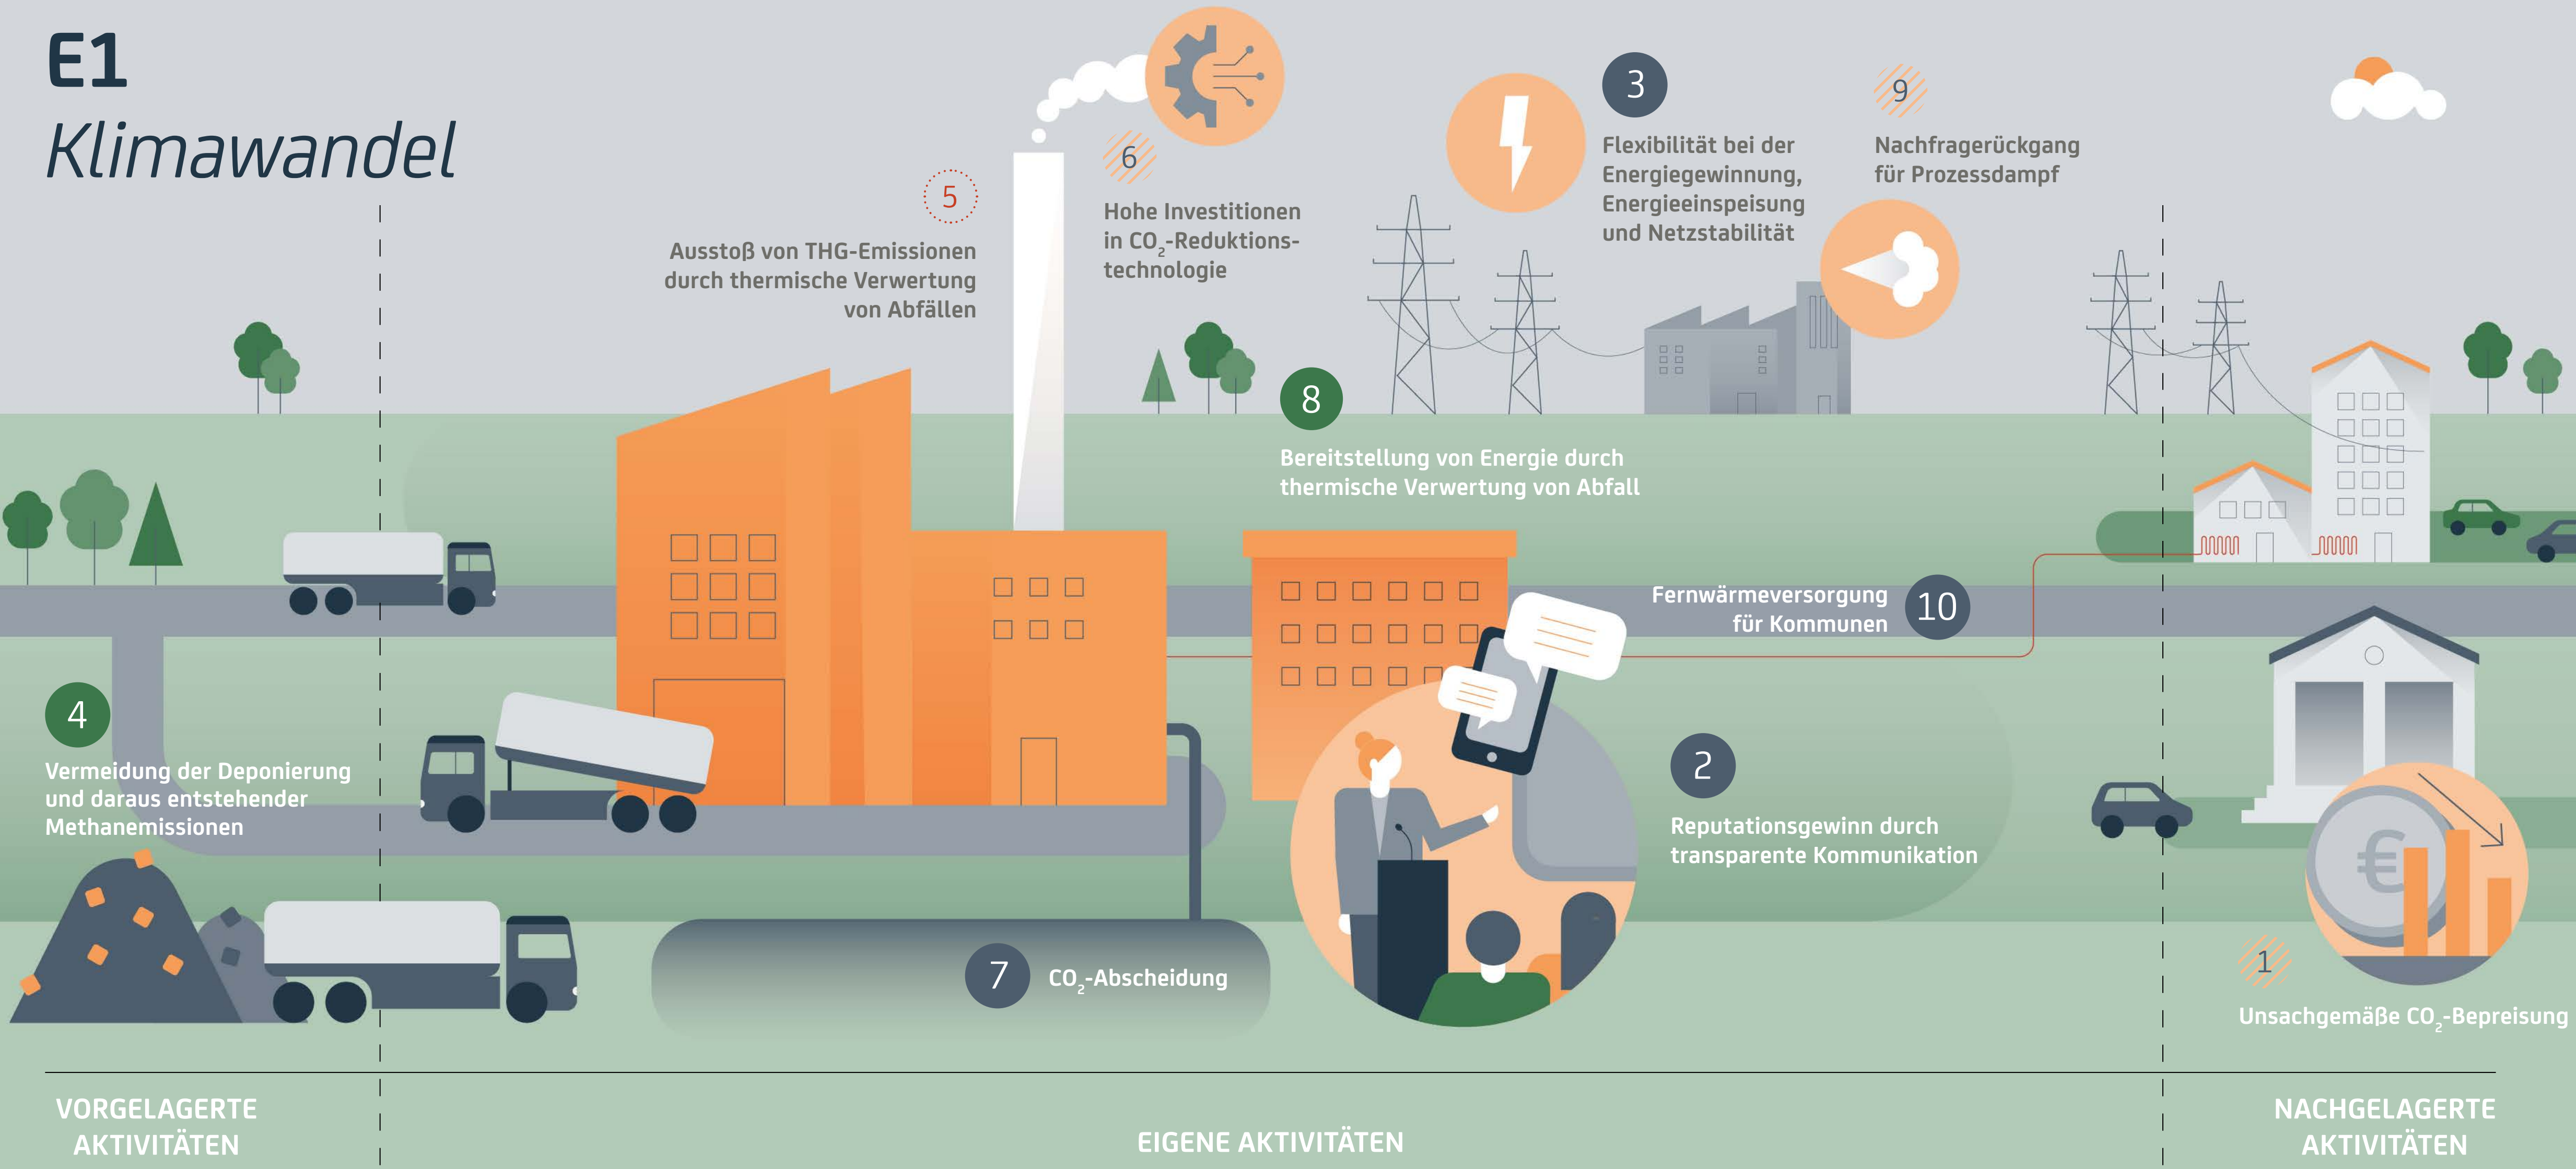 E1
Klimawandel
5
Ausstoß von THG-Emissionen
durch thermische Verwertung
von Abfällen
6
Hohe Investitionen
in CO₂-Reduktions-
technologie
3
Flexibilität bei der
Energiegewinnung,
Energieeinspeisung
und Netzstabilität
9
Nachfragerückgang
für Prozessdampf
8
Bereitstellung von Energie durch
thermische Verwertung von Abfall
Fernwärmeversorgung
für Kommunen
10
4
Vermeidung der Deponierung
und daraus entstehender
Methanemissionen
2
Reputationsgewinn durch
transparente Kommunikation
7
CO₂-Abscheidung
€
1
Unsachgemäße CO₂-Bepreisung
VORGELAGERTE
AKTIVITÄTEN
EIGENE AKTIVITÄTEN
NACHGELAGERTE
AKTIVITÄTEN